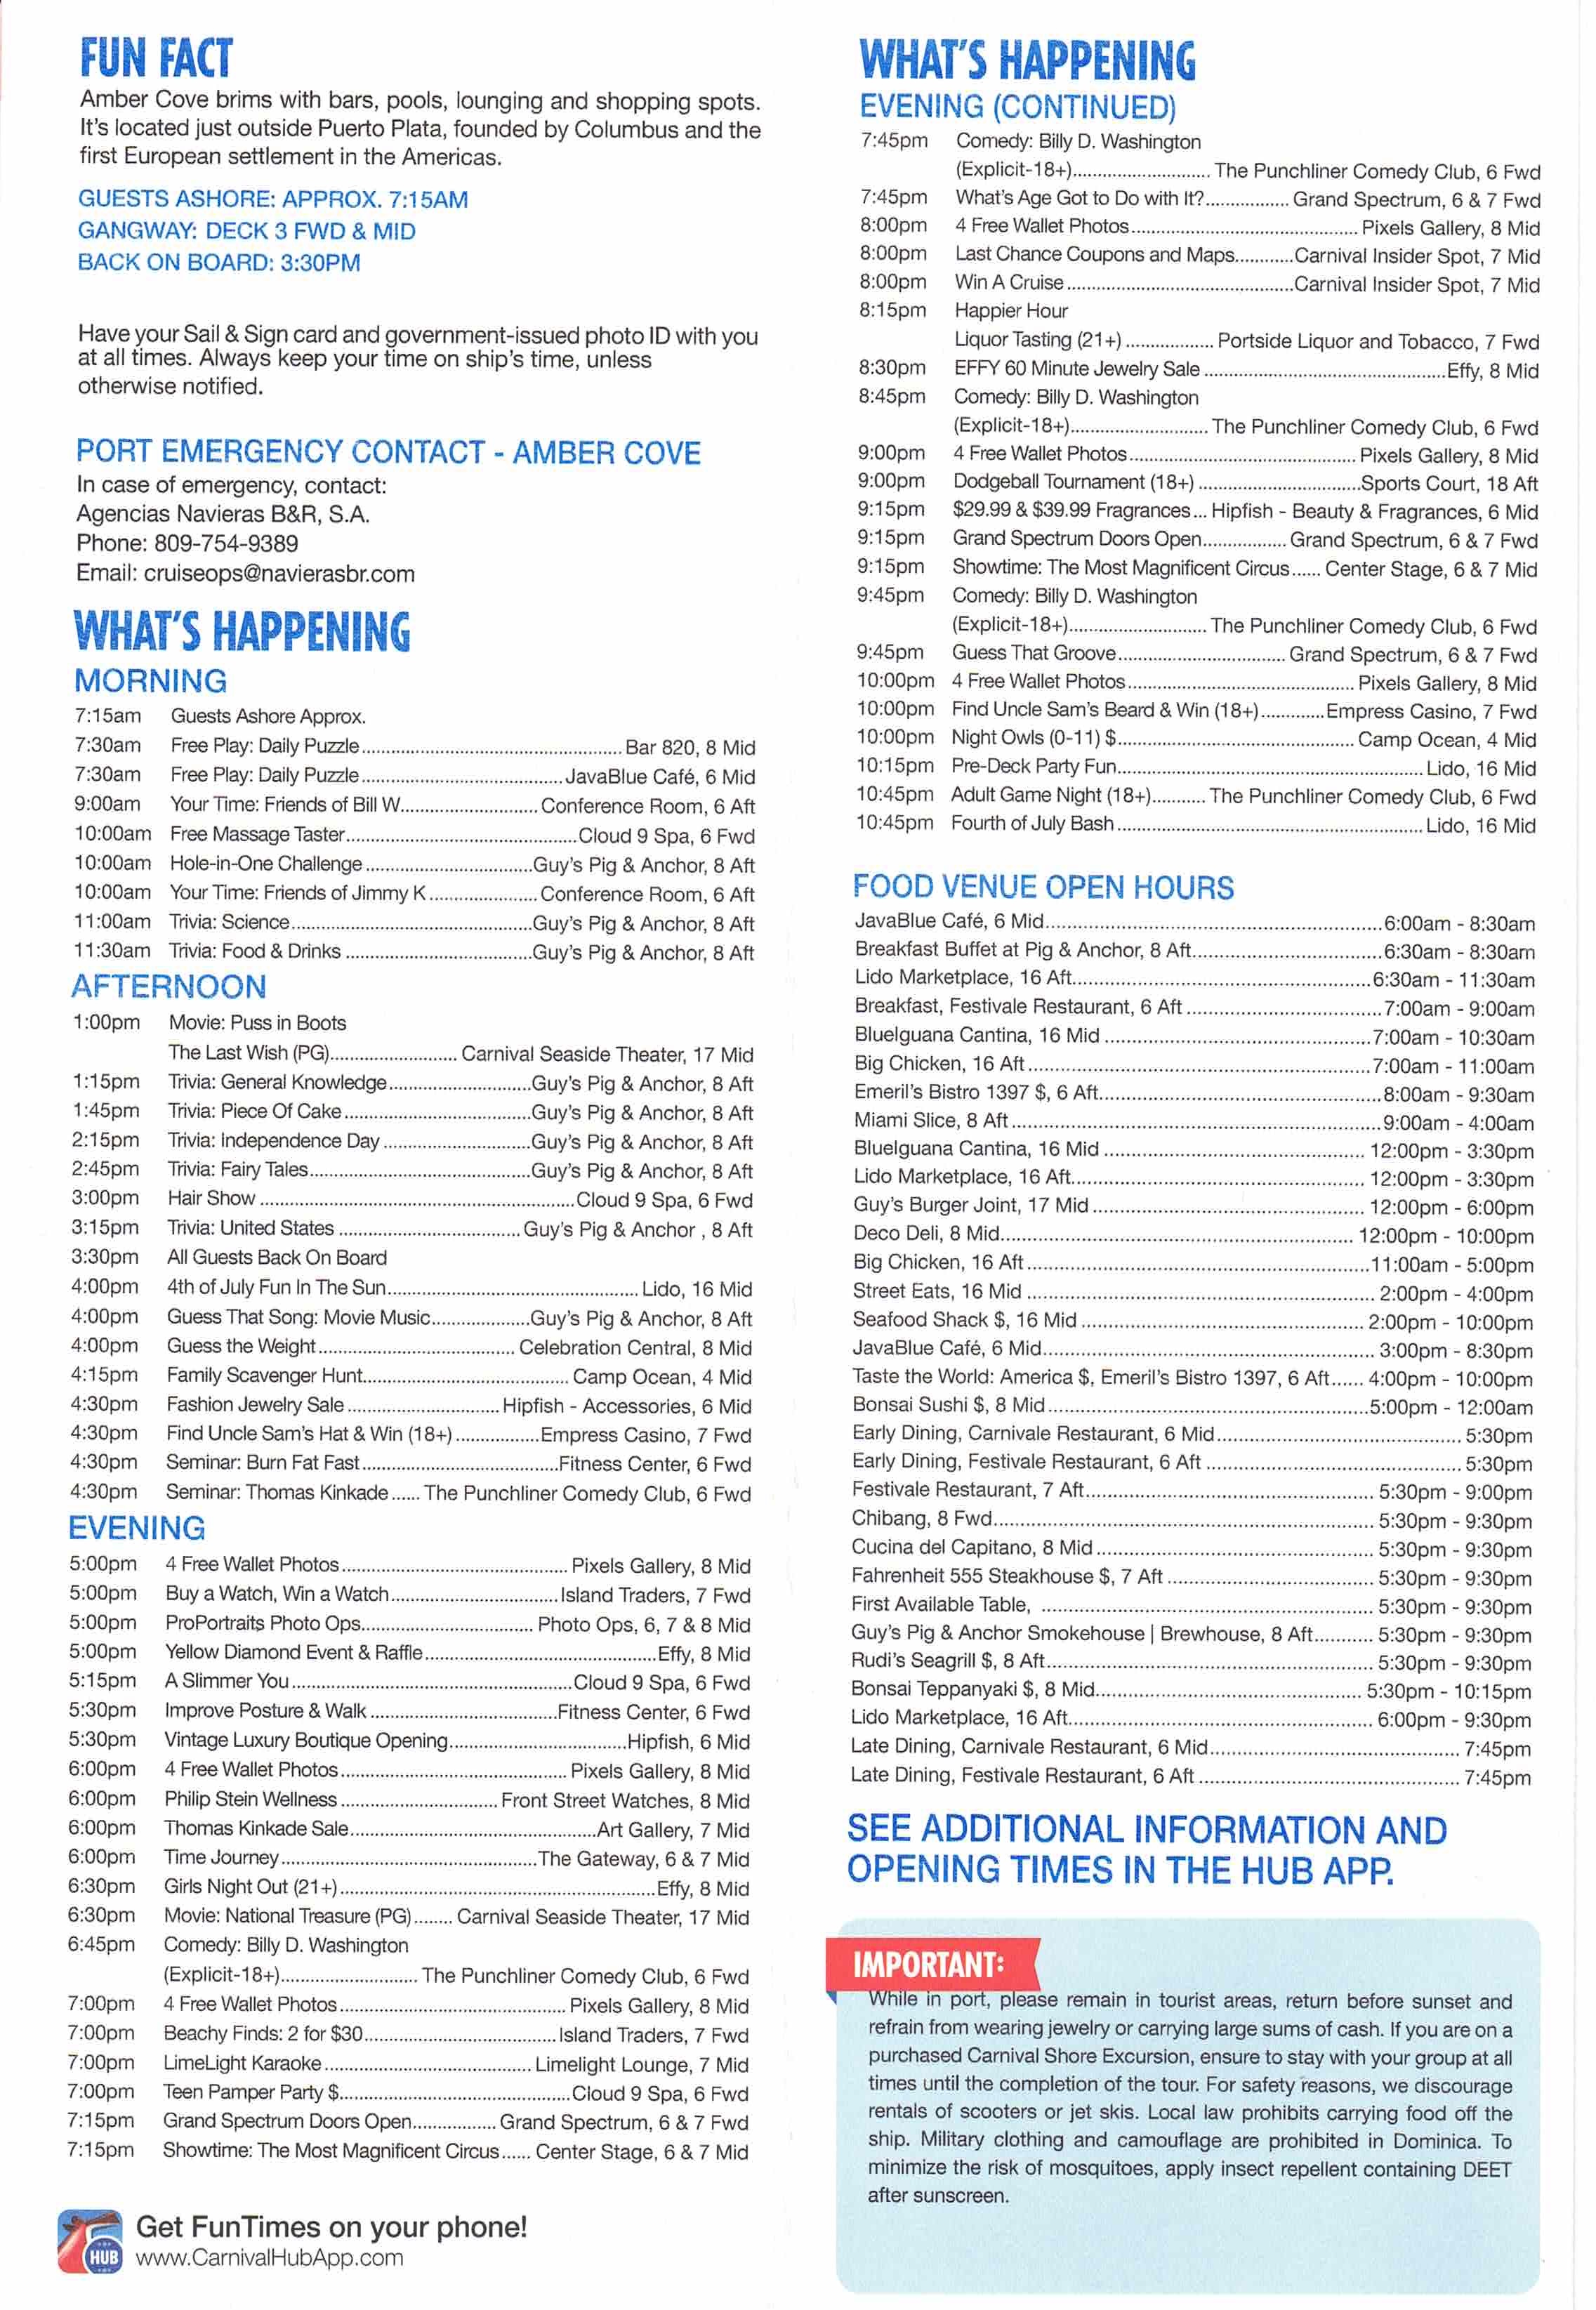 FUN FACT
Amber Cove brims with bars, pools, lounging and shopping spots.
It's located just outside Puerto Plata, founded by Columbus and the
first European settlement in the Americas.
GUESTS ASHORE: APPROX. 7:15AM
GANGWAY: DECK 3 FWD & MID
BACK ON BOARD: 3:30PM
Have your Sail & Sign card and government-issued photo ID with you
at all times. Always keep your time on ship's time, unless
otherwise notified.
PORT EMERGENCY CONTACT - AMBER COVE
In case of emergency, contact:
Agencias Navieras B&R, S.A.
Phone: 809-754-9389
Email: cruiseops@navierasbr.com
WHAT'S HAPPENING
MORNING
7:15am Guests Ashore Approx.
7:30am Free Play: Daily Puzzle Bar 820, 8 Mid
7:30am Free Play: Daily Puzzle JavaBlue Café, 6 Mid
9:00am Your Time: Friends of Bill W. Conference Room, 6 Aft
10:00am Free Massage Taster Cloud 9 Spa, 6 Fwd
10:00am Hole-in-One Challenge Guy's Pig & Anchor, 8 Aft
10:00am Your Time: Friends of Jimmy K Conference Room, 6 Aft
11:00am Trivia: Science Guy's Pig & Anchor, 8 Aft
11:30am Trivia: Food & Drinks Guy's Pig & Anchor, 8 Aft
AFTERNOON
1:00pm Movie: Puss in Boots
The Last Wish (PG) Carnival Seaside Theater, 17 Mid
1:15pm Trivia: General Knowledge Guy's Pig & Anchor, 8 Aft
1:45pm Trivia: Piece Of Cake Guy's Pig & Anchor, 8 Aft
2:15pm Trivia: Independence Day Guy's Pig & Anchor, 8 Aft
2:45pm Trivia: Fairy Tales Guy's Pig & Anchor, 8 Aft
3:00pm Hair Show Cloud 9 Spa, 6 Fwd
3:15pm Trivia: United States Guy's Pig & Anchor , 8 Aft
3:30pm All Guests Back On Board
4:00pm 4th of July Fun In The Sun Lido, 16 Mid
4:00pm Guess That Song: Movie Music Guy's Pig & Anchor, 8 Aft
4:00pm Guess the Weight Celebration Central, 8 Mid
4:15pm Family Scavenger Hunt Camp Ocean, 4 Mid
4:30pm Fashion Jewelry Sale Hipfish - Accessories, 6 Mid
4:30pm Find Uncle Sam's Hat & Win (18+) Empress Casino, 7 Fwd
4:30pm Seminar: Burn Fat Fast Fitness Center, 6 Fwd
4:30pm Seminar: Thomas Kinkade The Punchliner Comedy Club, 6 Fwd
EVENING
5:00pm 4 Free Wallet Photos Pixels Gallery, 8 Mid
5:00pm Buy a Watch, Win a Watch Island Traders, 7 Fwd
5:00pm ProPortraits Photo Ops Photo Ops, 6, 7 & 8 Mid
5:00pm Yellow Diamond Event & Raffle Effy, 8 Mid
5:15pm A Slimmer You Cloud 9 Spa, 6 Fwd
5:30pm Improve Posture & Walk Fitness Center, 6 Fwd
5:30pm Vintage Luxury Boutique Opening Hipfish, 6 Mid
6:00pm 4 Free Wallet Photos Pixels Gallery, 8 Mid
6:00pm Philip Stein Wellness Front Street Watches, 8 Mid
6:00pm Thomas Kinkade Sale Art Gallery, 7 Mid
6:00pm Time Journey The Gateway, 6 & 7 Mid
6:30pm Girls Night Out (21+) Effy, 8 Mid
6:30pm Movie: National Treasure (PG) Carnival Seaside Theater, 17 Mid
6:45pm Comedy: Billy D. Washington
(Explicit-18+) The Punchliner Comedy Club, 6 Fwd
7:00pm 4 Free Wallet Photos Pixels Gallery, 8 Mid
7:00pm Beachy Finds: 2 for $30 Island Traders, 7 Fwd
7:00pm LimeLight Karaoke Limelight Lounge, 7 Mid
7:00pm Teen Pamper Party $ Cloud 9 Spa, 6 Fwd
7:15pm Grand Spectrum Doors Open Grand Spectrum, 6 & 7 Fwd
7:15pm Showtime: The Most Magnificent Circus Center Stage, 6 & 7 Mid
HUB
Get FunTimes on your phone!
www.CarnivalHubApp.com
WHAT'S HAPPENING
EVENING (CONTINUED)
7:45pm Comedy: Billy D. Washington
(Explicit-18+) The Punchliner Comedy Club, 6 Fwd
7:45pm What's Age Got to Do with It? Grand Spectrum, 6 & 7 Fwd
8:00pm 4 Free Wallet Photos Pixels Gallery, 8 Mid
8:00pm Last Chance Coupons and Maps Carnival Insider Spot, 7 Mid
8:00pm Win A Cruise Carnival Insider Spot, 7 Mid
8:15pm Happier Hour
Liquor Tasting (21+) Portside Liquor and Tobacco, 7 Fwd
8:30pm EFFY 60 Minute Jewelry Sale Effy, 8 Mid
8:45pm Comedy: Billy D. Washington
(Explicit-18+) The Punchliner Comedy Club, 6 Fwd
9:00pm 4 Free Wallet Photos Pixels Gallery, 8 Mid
9:00pm Dodgeball Tournament (18+) Sports Court, 18 Aft
9:15pm $29.99 & $39.99 Fragrances Hipfish - Beauty & Fragrances, 6 Mid
9:15pm Grand Spectrum Doors Open Grand Spectrum, 6 & 7 Fwd
9:15pm Showtime: The Most Magnificent Circus Center Stage, 6 & 7 Mid
9:45pm Comedy: Billy D. Washington
(Explicit-18+) The Punchliner Comedy Club, 6 Fwd
9:45pm Guess That Groove Grand Spectrum, 6 & 7 Fwd
10:00pm 4 Free Wallet Photos Pixels Gallery, 8 Mid
10:00pm Find Uncle Sam's Beard & Win (18+) Empress Casino, 7 Fwd
10:00pm Night Owls (0-11) $ Camp Ocean, 4 Mid
10:15pm Pre-Deck Party Fun Lido, 16 Mid
10:45pm Adult Game Night (18+) The Punchliner Comedy Club, 6 Fwd
10:45pm Fourth of July Bash Lido, 16 Mid
FOOD VENUE OPEN HOURS
JavaBlue Café, 6 Mid 6:00am - 8:30am
Breakfast Buffet at Pig & Anchor, 8 Aft 6:30am - 8:30am
Lido Marketplace, 16 Aft 6:30am - 11:30am
Breakfast, Festivale Restaurant, 6 Aft 7:00am - 9:00am
BlueIguana Cantina, 16 Mid 7:00am - 10:30am
Big Chicken, 16 Aft 7:00am - 11:00am
Emeril's Bistro 1397 $, 6 Aft 8:00am - 9:30am
Miami Slice, 8 Aft 9:00am - 4:00am
BlueIguana Cantina, 16 Mid 12:00pm - 3:30pm
Lido Marketplace, 16 Aft 12:00pm - 3:30pm
Guy's Burger Joint, 17 Mid 12:00pm - 6:00pm
Deco Deli, 8 Mid 12:00pm - 10:00pm
Big Chicken, 16 Aft 11:00am - 5:00pm
Street Eats, 16 Mid 2:00pm - 4:00pm
Seafood Shack $, 16 Mid 2:00pm - 10:00pm
JavaBlue Café, 6 Mid 3:00pm - 8:30pm
Taste the World: America $, Emeril's Bistro 1397, 6 Aft 4:00pm - 10:00pm
Bonsai Sushi $, 8 Mid 5:00pm - 12:00am
Early Dining, Carnivale Restaurant, 6 Mid 5:30pm
Early Dining, Festivale Restaurant, 6 Aft 5:30pm
Festivale Restaurant, 7 Aft 5:30pm - 9:00pm
Chibang, 8 Fwd 5:30pm - 9:30pm
Cucina del Capitano, 8 Mid 5:30pm - 9:30pm
Fahrenheit 555 Steakhouse $, 7 Aft 5:30pm - 9:30pm
First Available Table, 5:30pm - 9:30pm
Guy's Pig & Anchor Smokehouse | Brewhouse, 8 Aft 5:30pm - 9:30pm
Rudi's Seagrill $, 8 Aft 5:30pm - 9:30pm
Bonsai Teppanyaki $, 8 Mid 5:30pm - 10:15pm
Lido Marketplace, 16 Aft 6:00pm - 9:30pm
Late Dining, Carnivale Restaurant, 6 Mid 7:45pm
Late Dining, Festivale Restaurant, 6 Aft 7:45pm
SEE ADDITIONAL INFORMATION AND
OPENING TIMES IN THE HUB APP.
IMPORTANT:
While in port, please remain in tourist areas, return before sunset and
refrain from wearing jewelry or carrying large sums of cash. If you are on a
purchased Carnival Shore Excursion, ensure to stay with your group at all
times until the completion of the tour. For safety reasons, we discourage
rentals of scooters or jet skis. Local law prohibits carrying food off the
ship. Military clothing and camouflage are prohibited in Dominica. To
minimize the risk of mosquitoes, apply insect repellent containing DEET
after sunscreen.